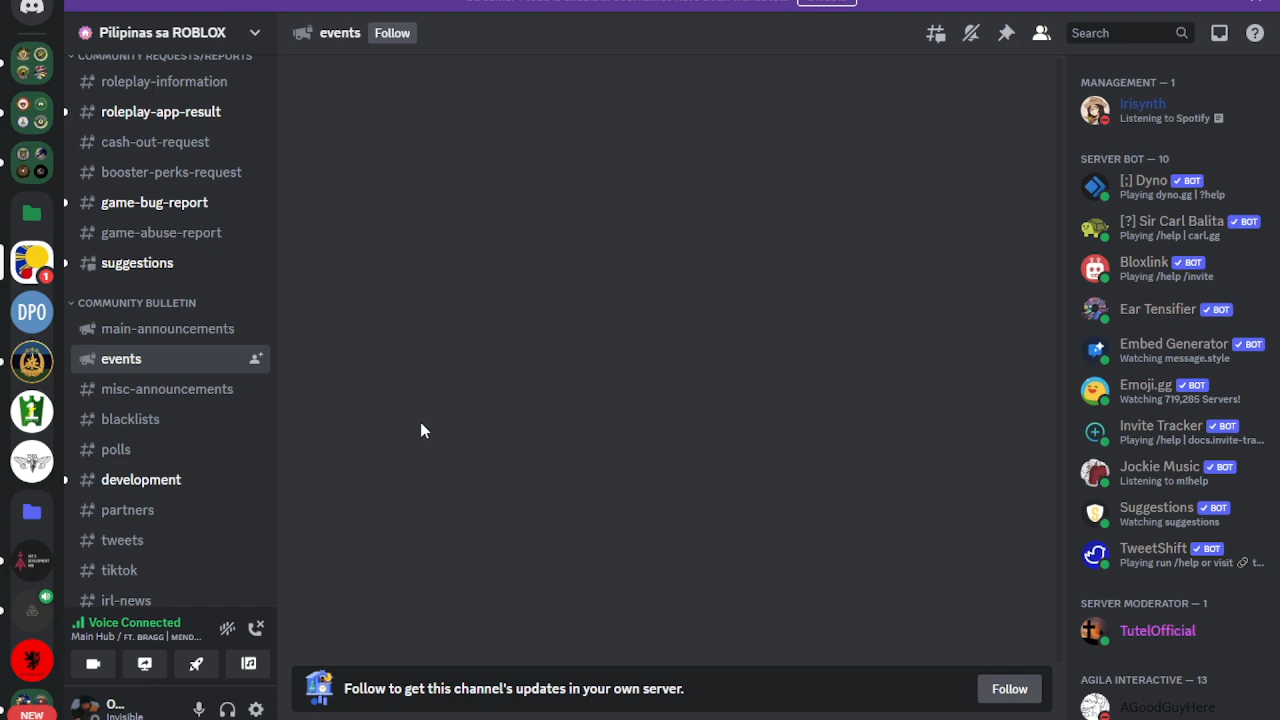 Pilipinas sa ROBLOX
events
Follow
Search
COMMUNITY REQUESTS/REPORTS
roleplay-information
roleplay-app-result
cash-out-request
booster-perks-request
game-bug-report
game-abuse-report
suggestions
COMMUNITY BULLETIN
main-announcements
events
misc-announcements
blacklists
polls
development
partners
tweets
tiktok
irl-news
Voice Connected
Main Hub / FT. BRAGG | MEND...
O...
Invisible
1
DPO
1
NEW
Follow to get this channel's updates in your own server.
Follow
MANAGEMENT — 1
Irisynth
Listening to Spotify
SERVER BOT — 10
[;] Dyno BOT
Playing dyno.gg | ?help
[?] Sir Carl Balita BOT
Playing /help | carl.gg
Bloxlink BOT
Playing /help /invite
Ear Tensifier BOT
Embed Generator BOT
Watching message.style
Emoji.gg BOT
Watching 719,285 Servers!
Invite Tracker BOT
Playing /help | docs.invite-tra...
Jockie Music BOT
Listening to m!help
Suggestions BOT
Watching suggestions
TweetShift BOT
Playing run /help or visit t...
SERVER MODERATOR — 1
TutelOfficial
AGILA INTERACTIVE — 13
AGoodGuyHere